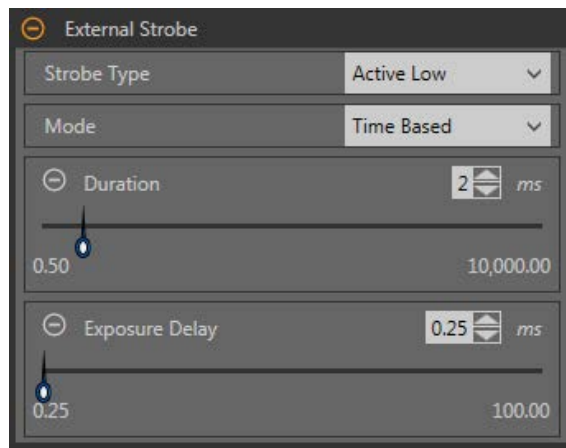 External Strobe
Strobe Type Active Low
Mode Time Based
Duration 2 ms
0.50 10,000.00
Exposure Delay 0.25 ms
0.25 100.00